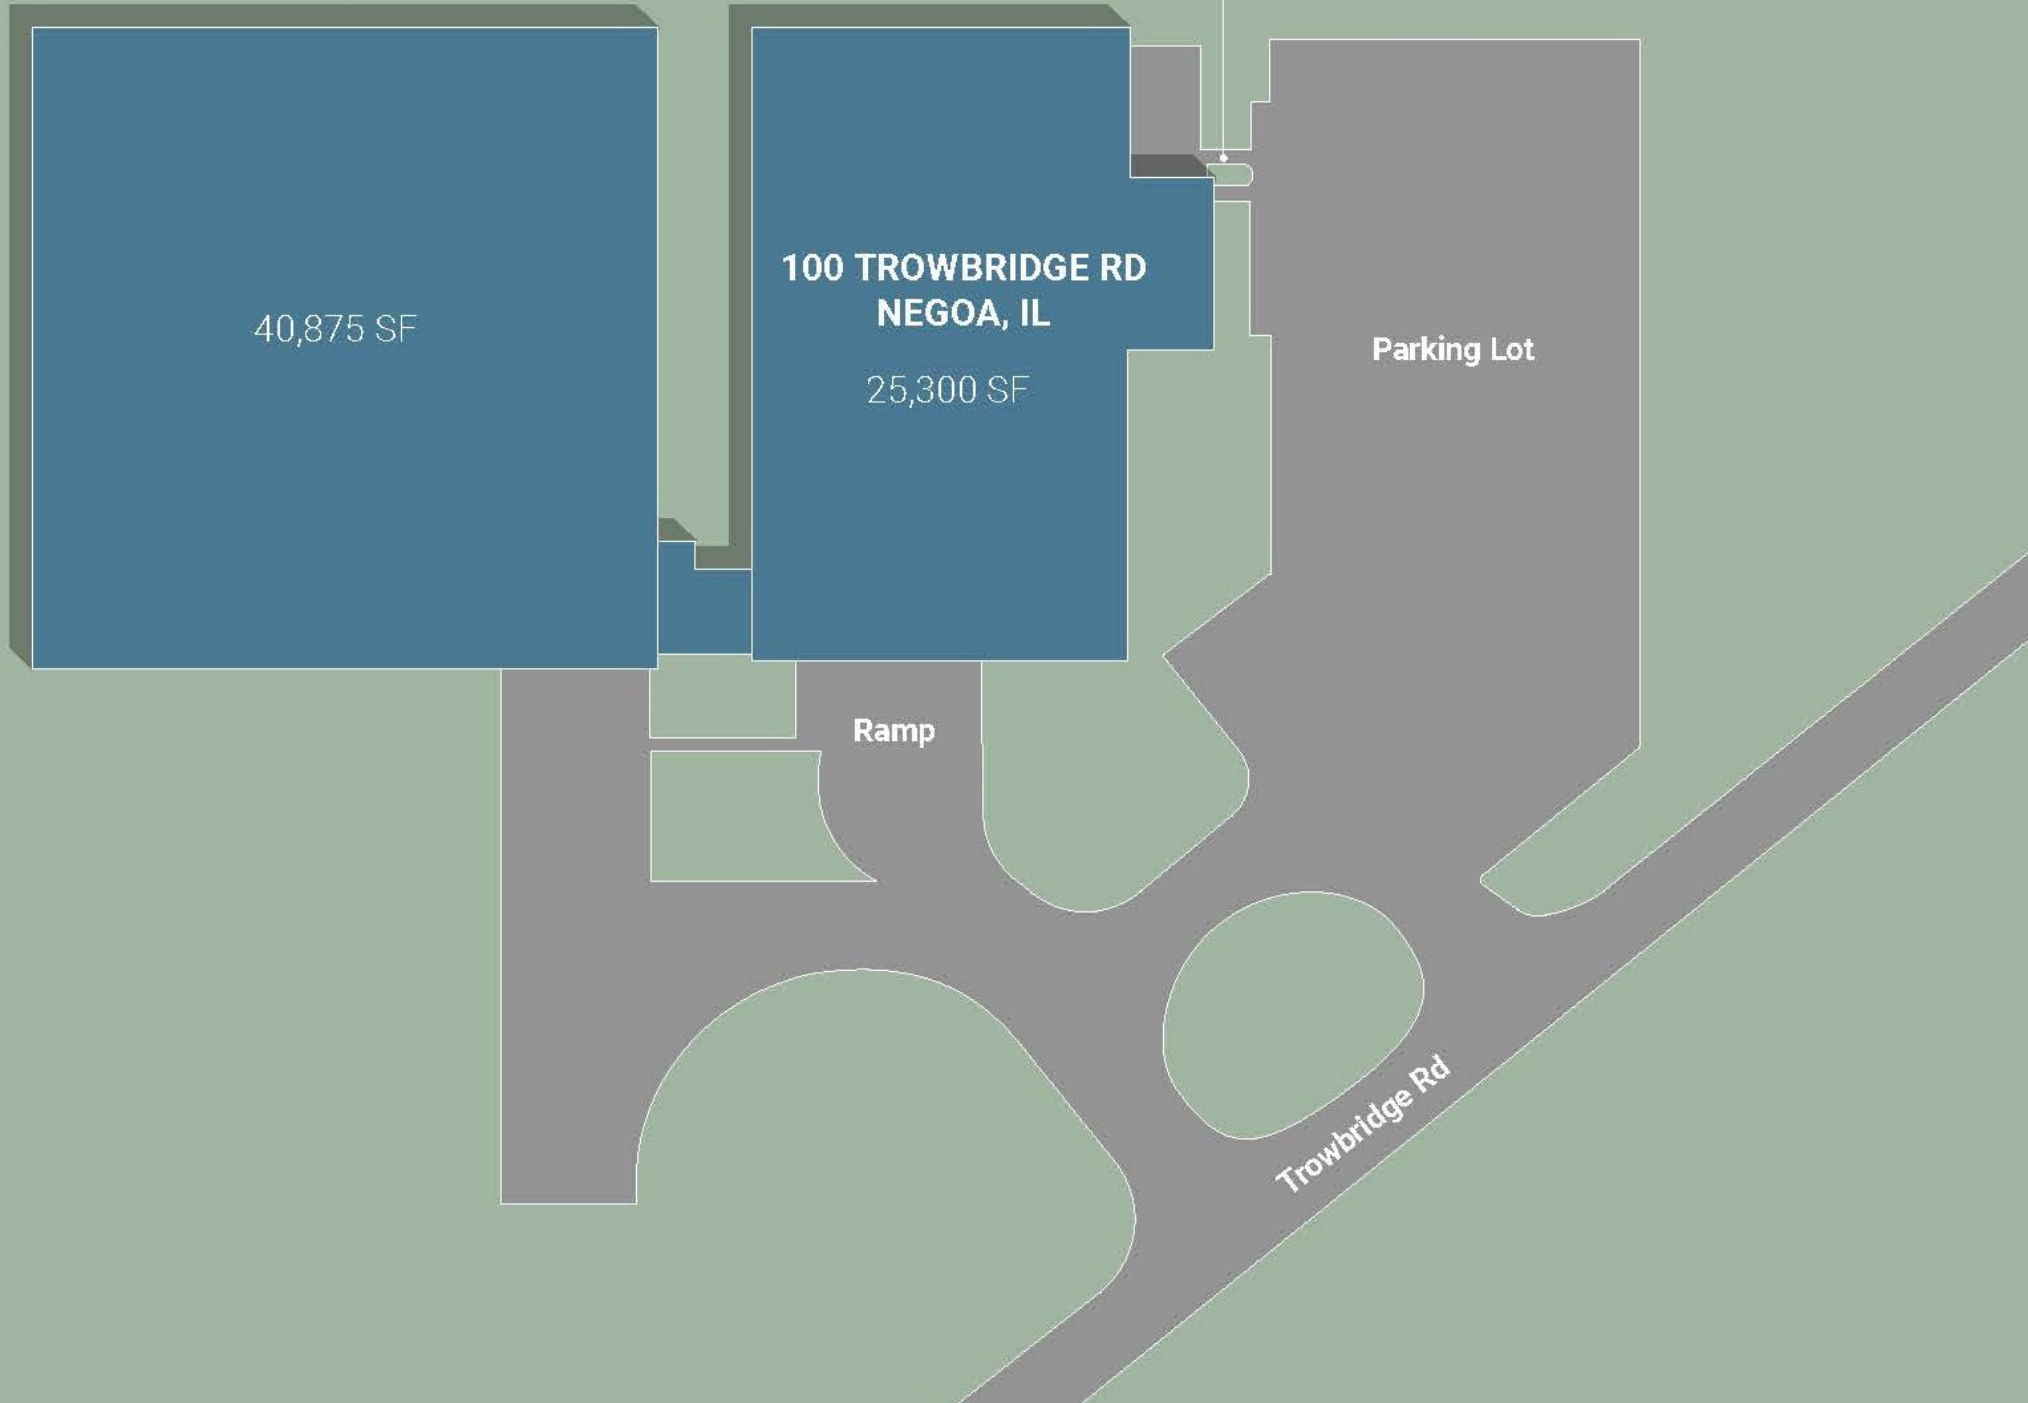 100 TROWBRIDGE RD
NEGOA, IL
40,875 SF
25,300 SF
Parking Lot
Ramp
Trowbridge Rd